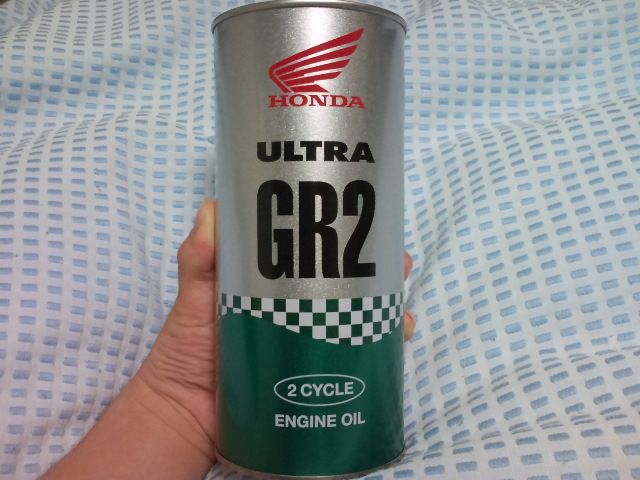 HONDA
ULTRA
GR2
2 CYCLE
ENGINE OIL